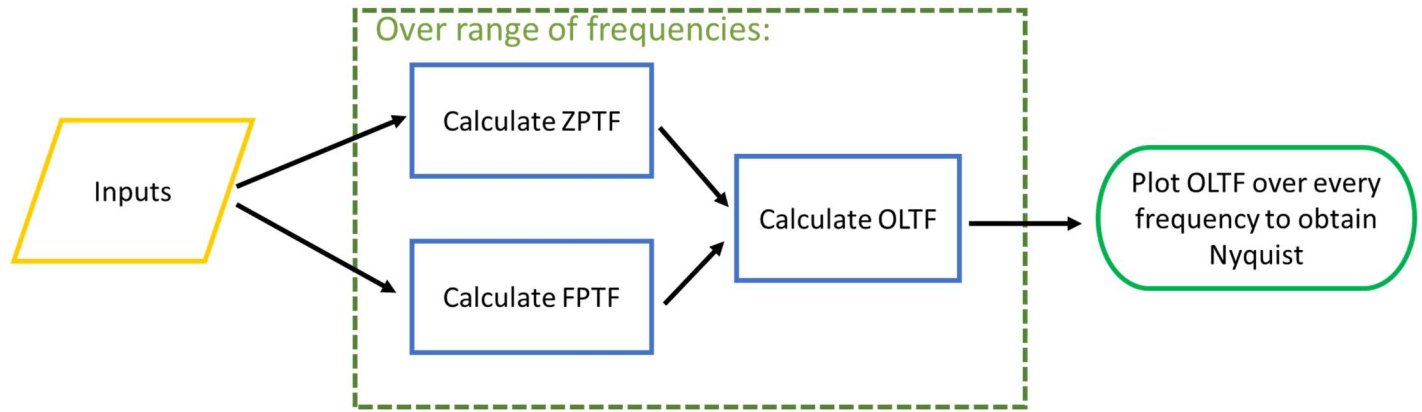 Over range of frequencies:
Inputs
Calculate ZPTF
Calculate FPTF
Calculate OLTF
Plot OLTF over every
frequency to obtain
Nyquist